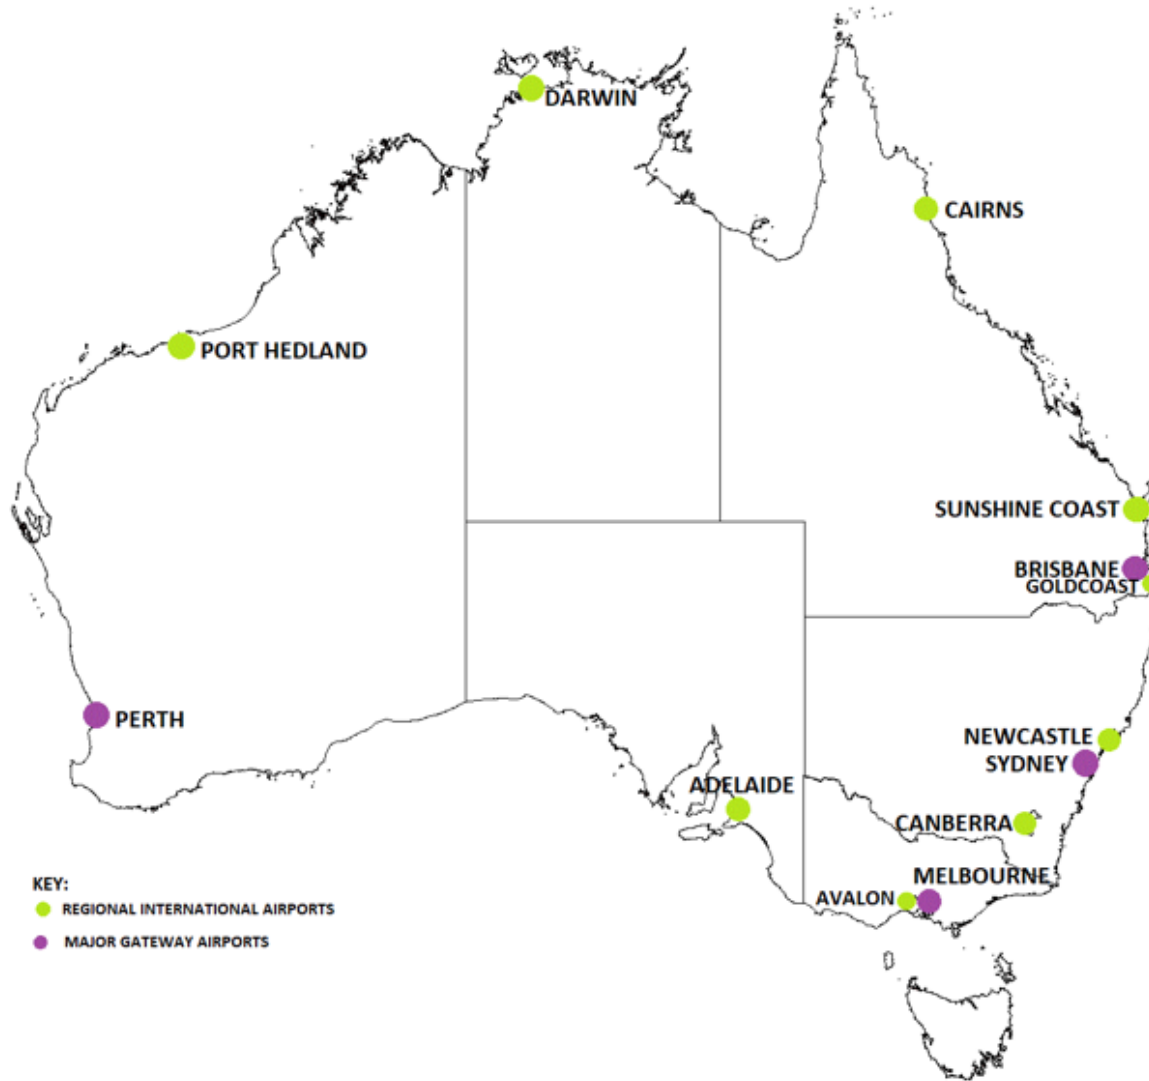 DARWIN
CAIRNS
PORT HEDLAND
SUNSHINE COAST
BRISBANE
GOLDCOAST
PERTH
NEWCASTLE
SYDNEY
ADELAIDE
CANBERRA
MELBOURNE
AVALON
KEY:
REGIONAL INTERNATIONAL AIRPORTS
MAJOR GATEWAY AIRPORTS